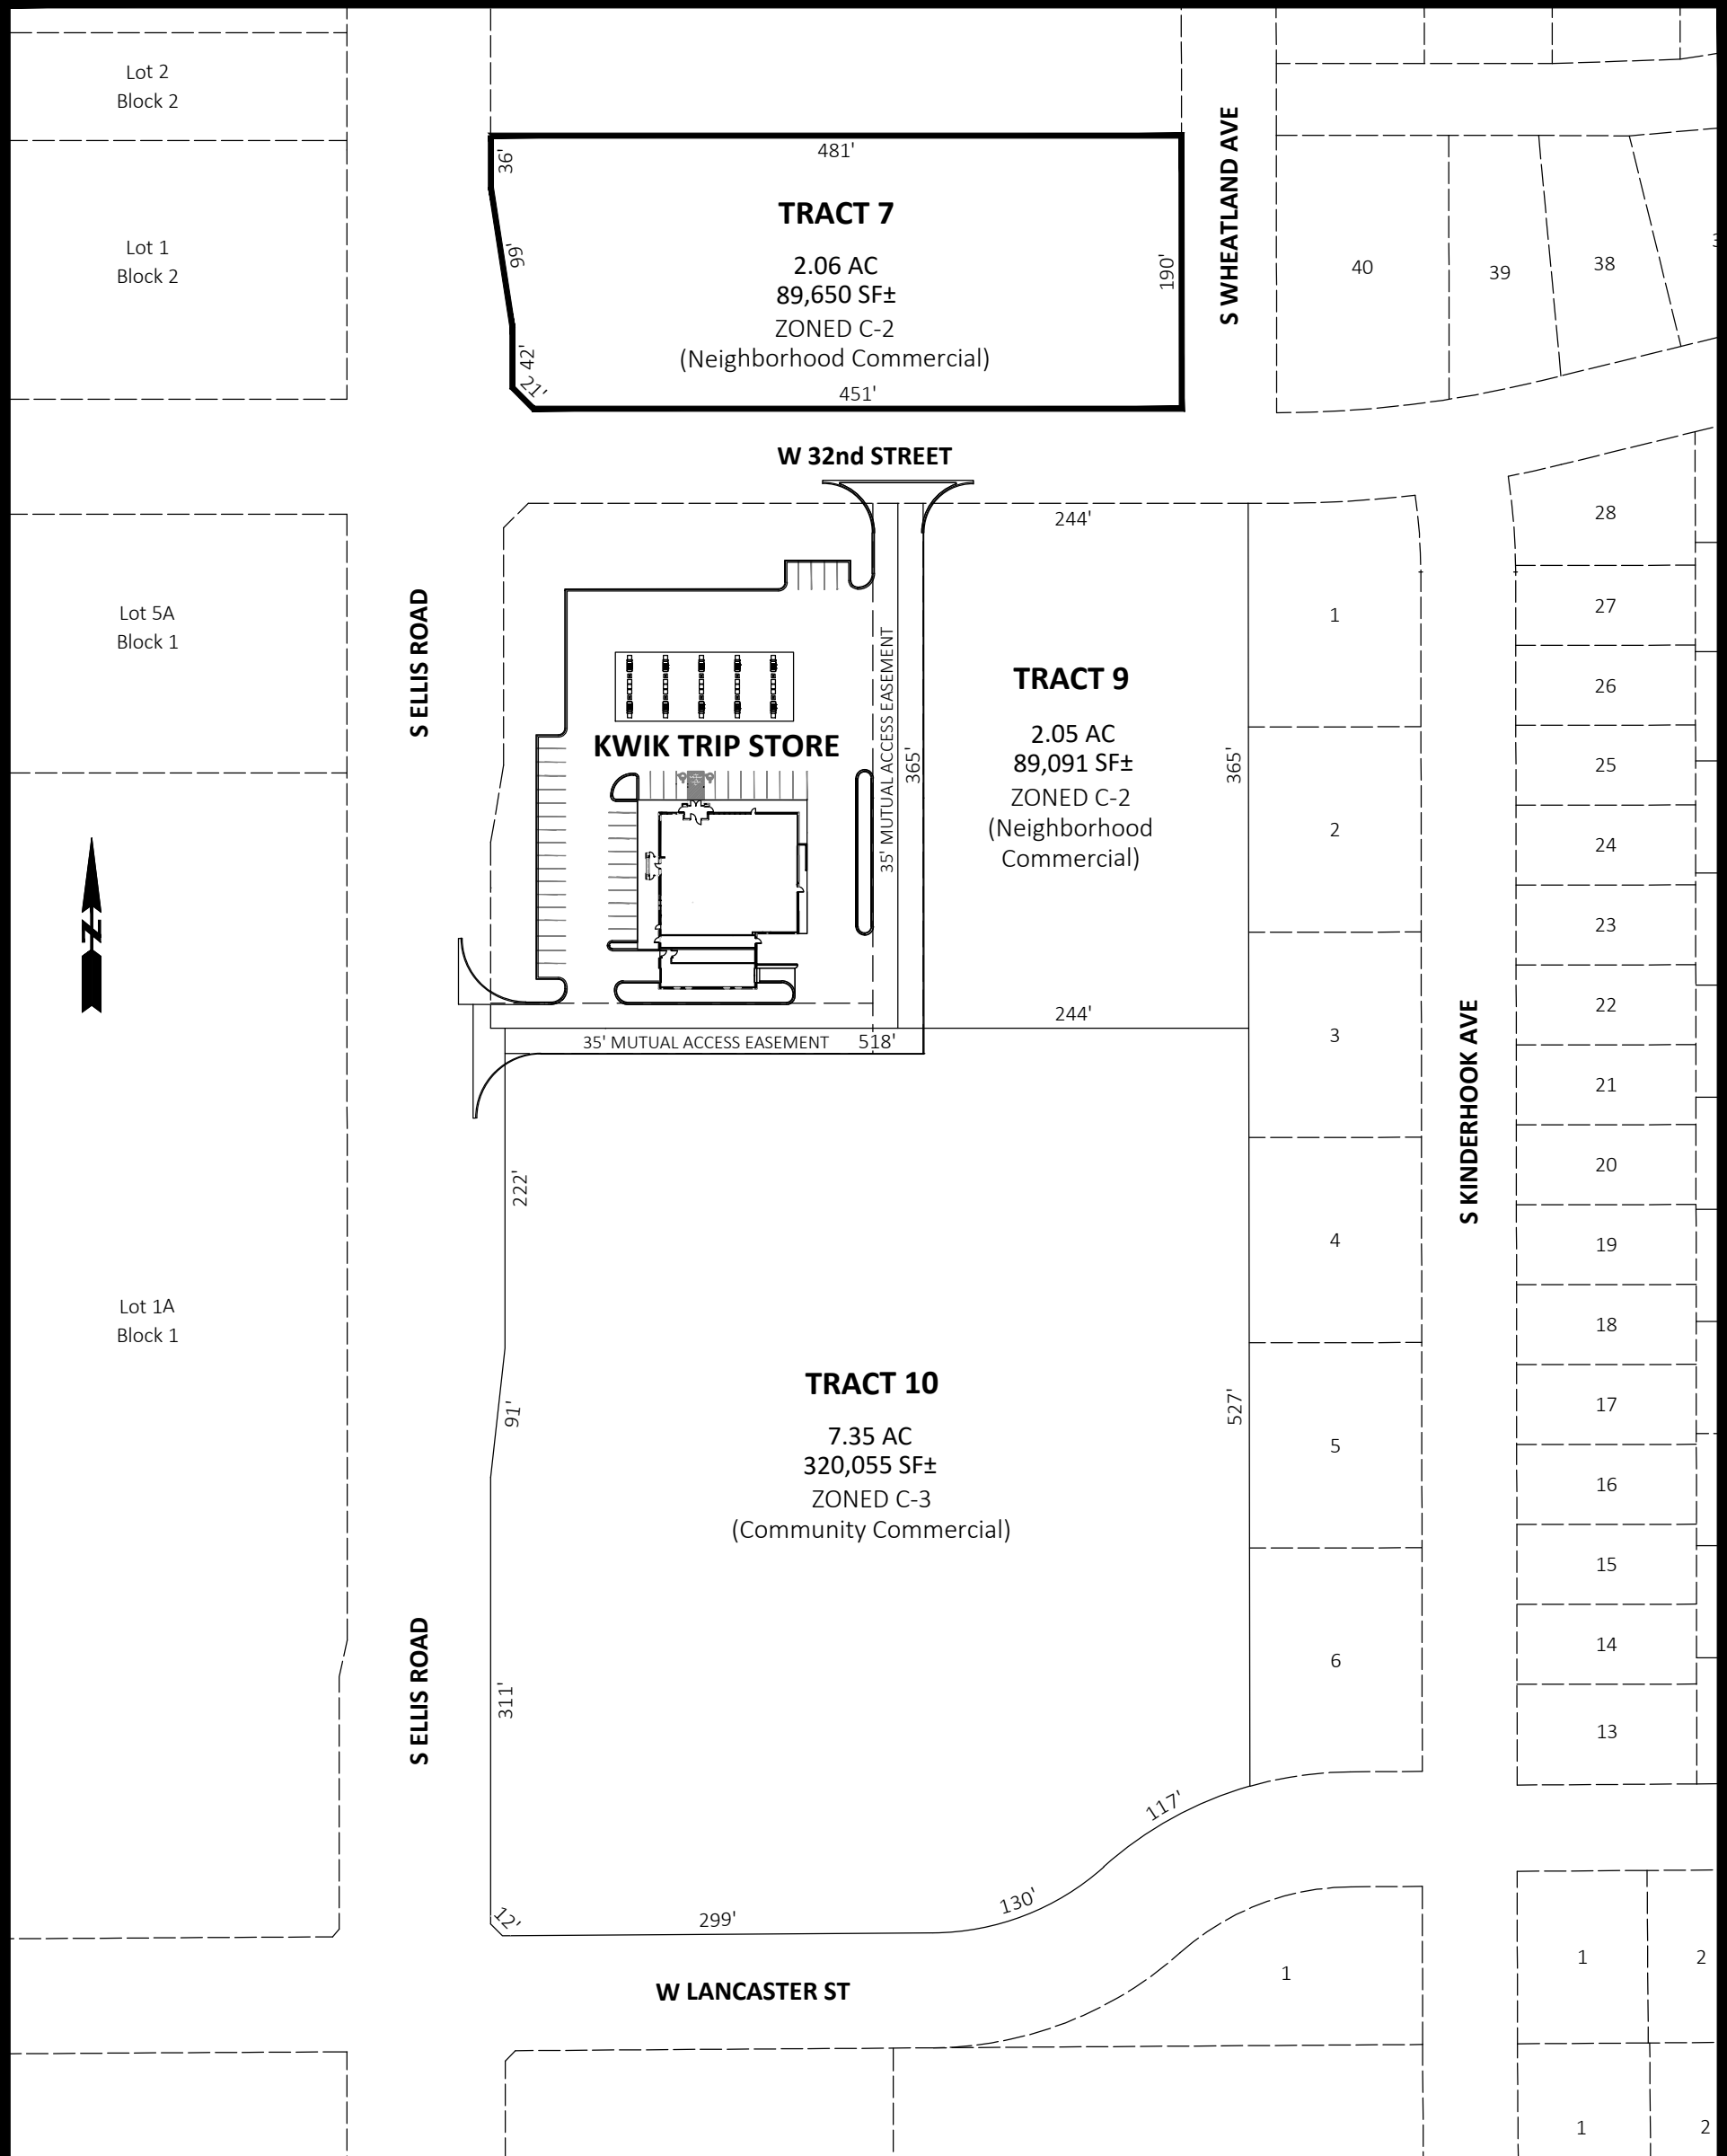 Lot 2
Block 2
Lot 1
Block 2
36'
481'
TRACT 7
2.06 AC
89,650 SF±
ZONED C-2
(Neighborhood Commercial)
96'
42'
21'
451'
190'
S WHEATLAND AVE
40
39
38
W 32nd STREET
Lot 5A
Block 1
S ELLIS ROAD
KWIK TRIP STORE
35' MUTUAL ACCESS EASEMENT
365'
244'
TRACT 9
2.05 AC
89,091 SF±
ZONED C-2
(Neighborhood
Commercial)
365'
244'
35' MUTUAL ACCESS EASEMENT
518'
1
2
3
4
5
6
S KINDERHOOK AVE
28
27
26
25
24
23
22
21
20
19
18
17
16
15
14
13
N
Lot 1A
Block 1
222'
91'
311'
12'
TRACT 10
7.35 AC
320,055 SF±
ZONED C-3
(Community Commercial)
527'
S ELLIS ROAD
299'
130'
117'
W LANCASTER ST
1
1
2
1
2